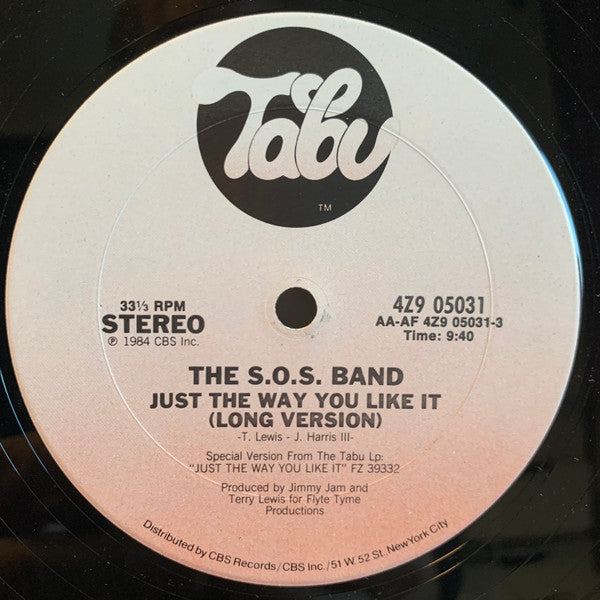 Tabu
TM
33⅓ RPM
STEREO
℗ 1984 CBS Inc.
4Z9 05031
AA-AF 4Z9 05031-3
Time: 9:40
THE S.O.S. BAND
JUST THE WAY YOU LIKE IT
(LONG VERSION)
-T. Lewis - J. Harris III-
Special Version From The Tabu Lp:
"JUST THE WAY YOU LIKE IT" FZ 39332
Produced by Jimmy Jam and
Terry Lewis for Flyte Tyme
Productions
Distributed by CBS Records/CBS Inc./51 W. 52 St., New York City